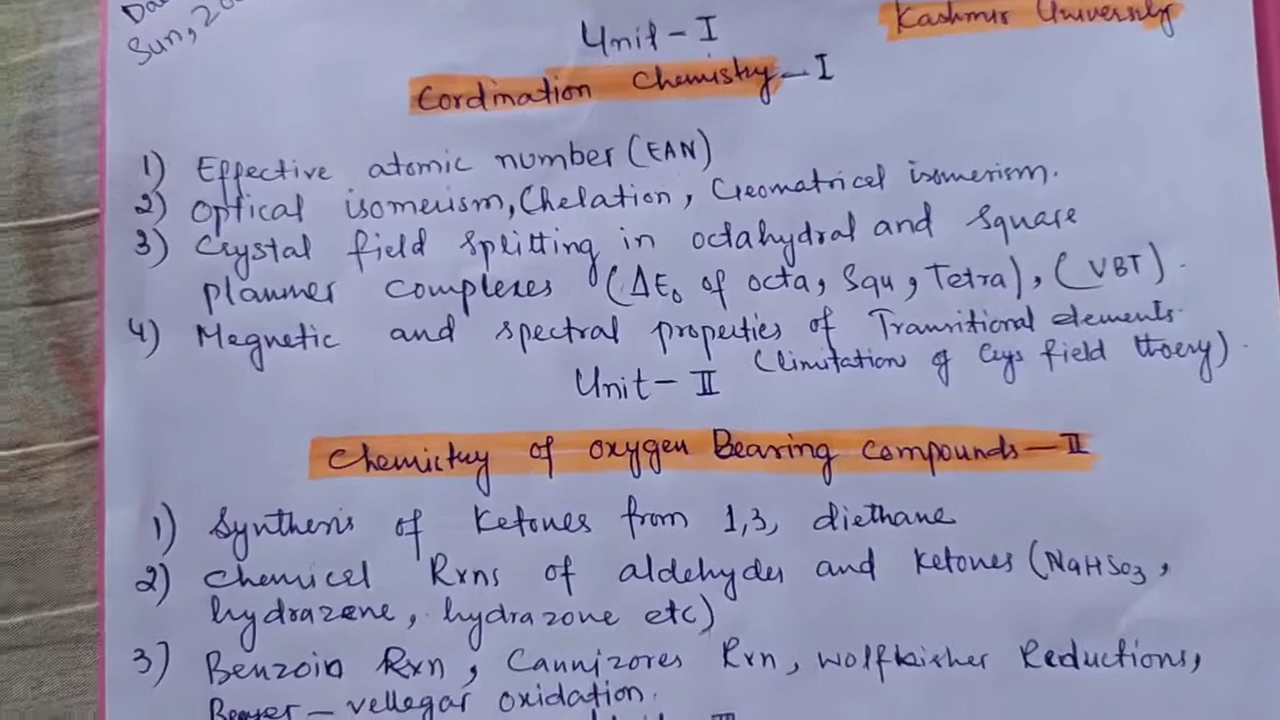 Sun, 20
Kashmir University
Unit - I
Cordination Chemistry - I
1) Effective atomic number (EAN)
2) Optical isomerism, Chelation, Geomatrical isomerism.
3) Crystal field splitting in octahydral and square
planner complexes (ΔE₀ of octa, Squ, Tetra), (VBT).
4) Magnetic and spectral properties of Transitional elements.
(limitation of Crys field theory).
Unit - II
Chemistry of oxygen Bearing compounds - II
1) Synthesis of Ketones from 1,3, diethane
2) Chemical Rxns of aldehydes and Ketones (NaHSO3,
hydrazene, hydrazone etc)
3) Benzoin Rxn, Cannizores Rxn, wolfkisher Reductions,
Beayer - vellegar oxidation.